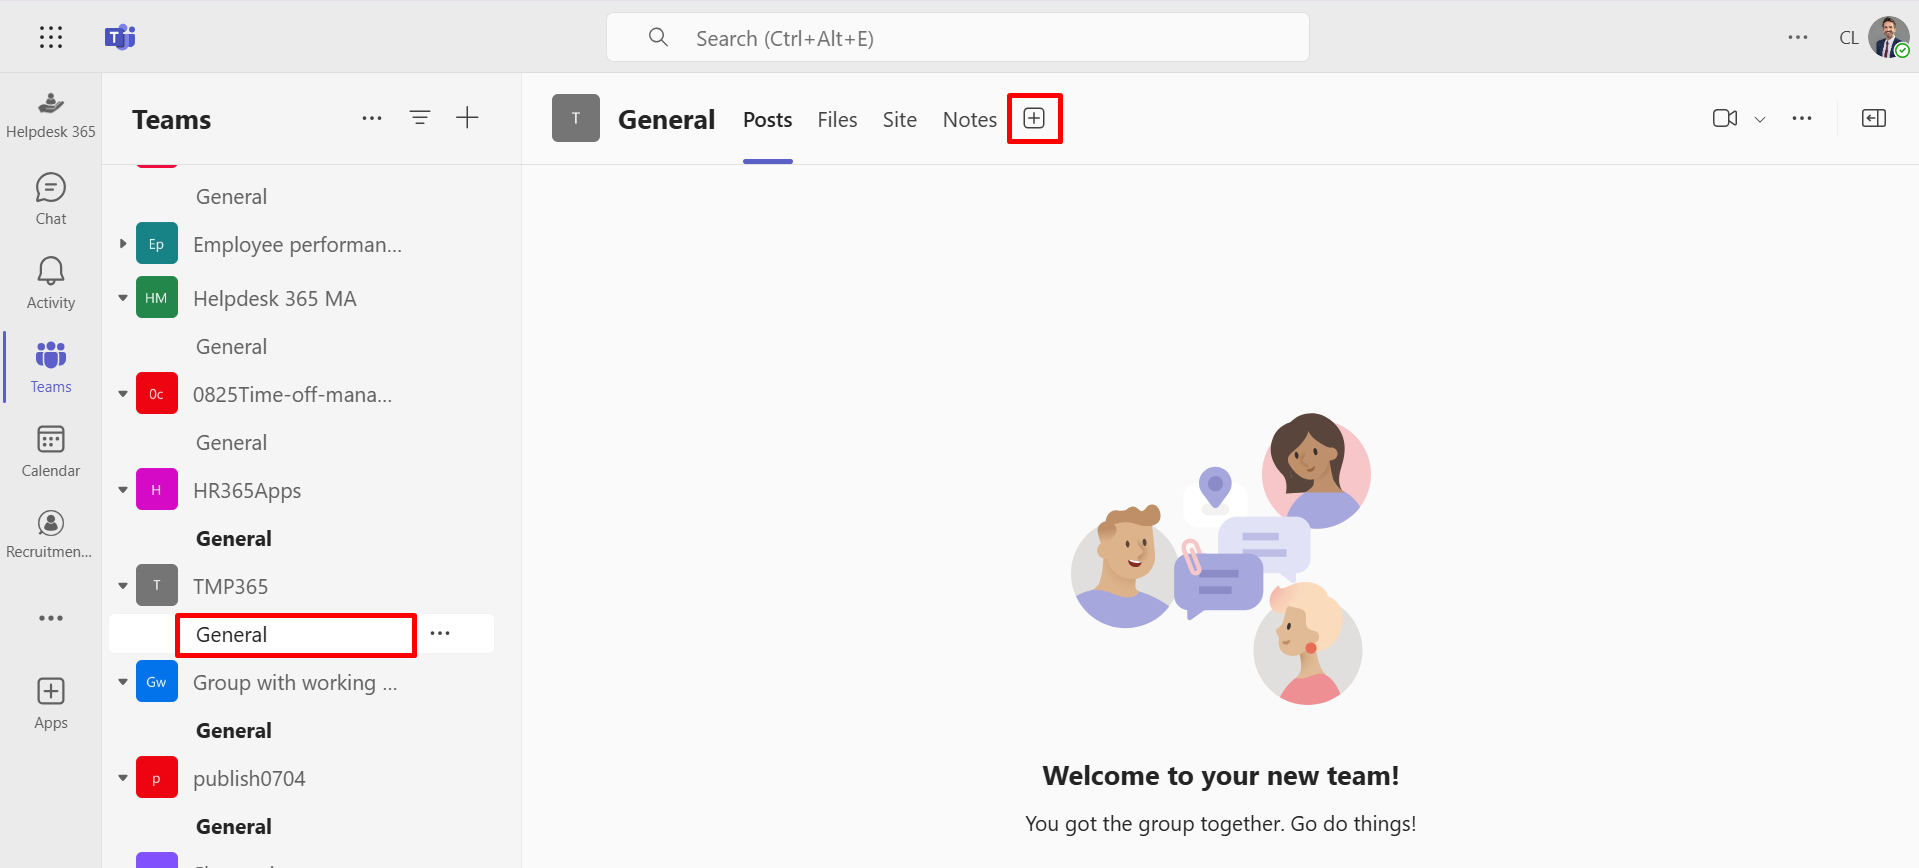 T
Search (Ctrl+Alt+E)
CL
Helpdesk 365
Chat
Activity
Teams
Calendar
Recruitmen...
Apps
Teams
General
Ep Employee performan...
HM Helpdesk 365 MA
General
0c 0825Time-off-mana...
General
H HR365Apps
General
T TMP365
General
Gw Group with working ...
General
p publish0704
General
T General Posts Files Site Notes
Welcome to your new team!
You got the group together. Go do things!